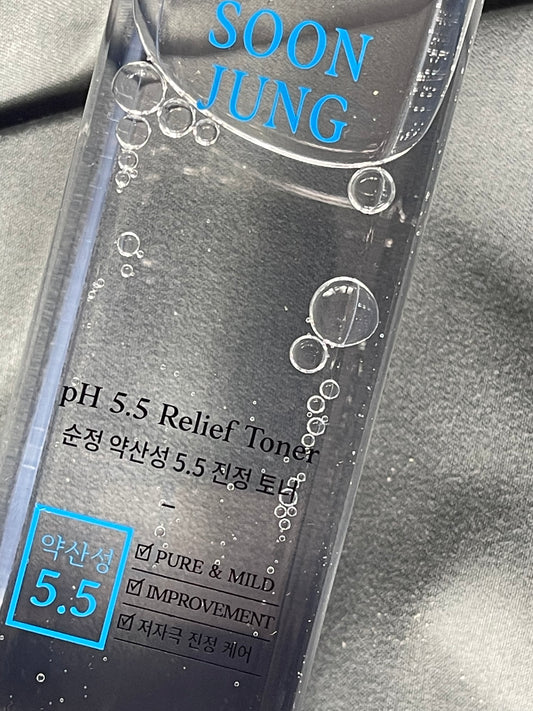 SOON
JUNG
pH 5.5 Relief Toner
순정 약산성 5.5 진정 토너
–
약산성
5.5
☑ PURE & MILD
☑ IMPROVEMENT
☑ 저자극 진정 케어